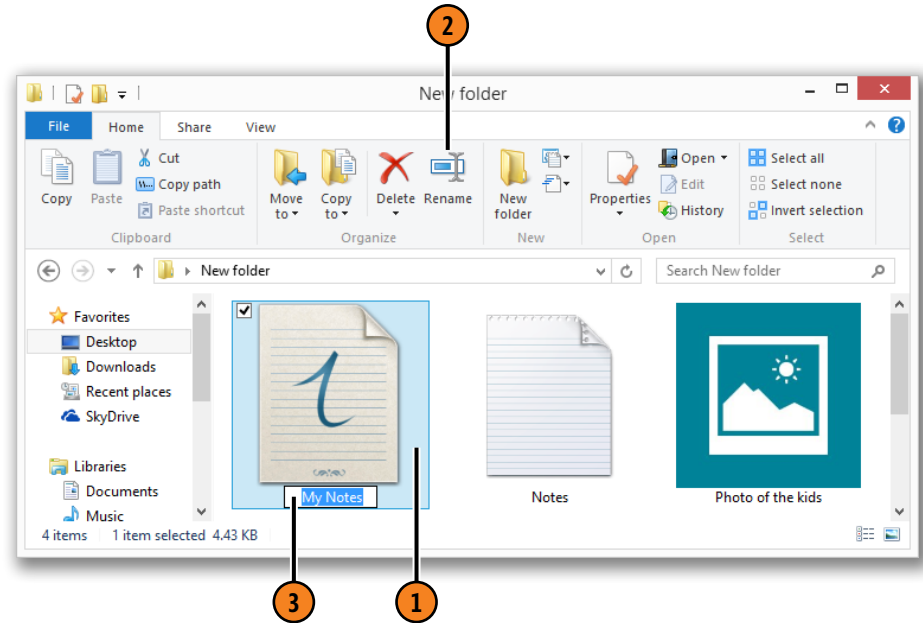 2
New folder
File Home Share View
Copy
Paste
Cut
Copy path
Paste shortcut
Clipboard
Move to
Copy to
Delete
Rename
Organize
New folder
New
Properties
Open
Edit
History
Open
Select all
Select none
Invert selection
Select
New folder
Search New folder
Favorites
Desktop
Downloads
Recent places
SkyDrive
Libraries
Documents
Music
My Notes
Notes
Photo of the kids
4 items 1 item selected 4.43 KB
3
1